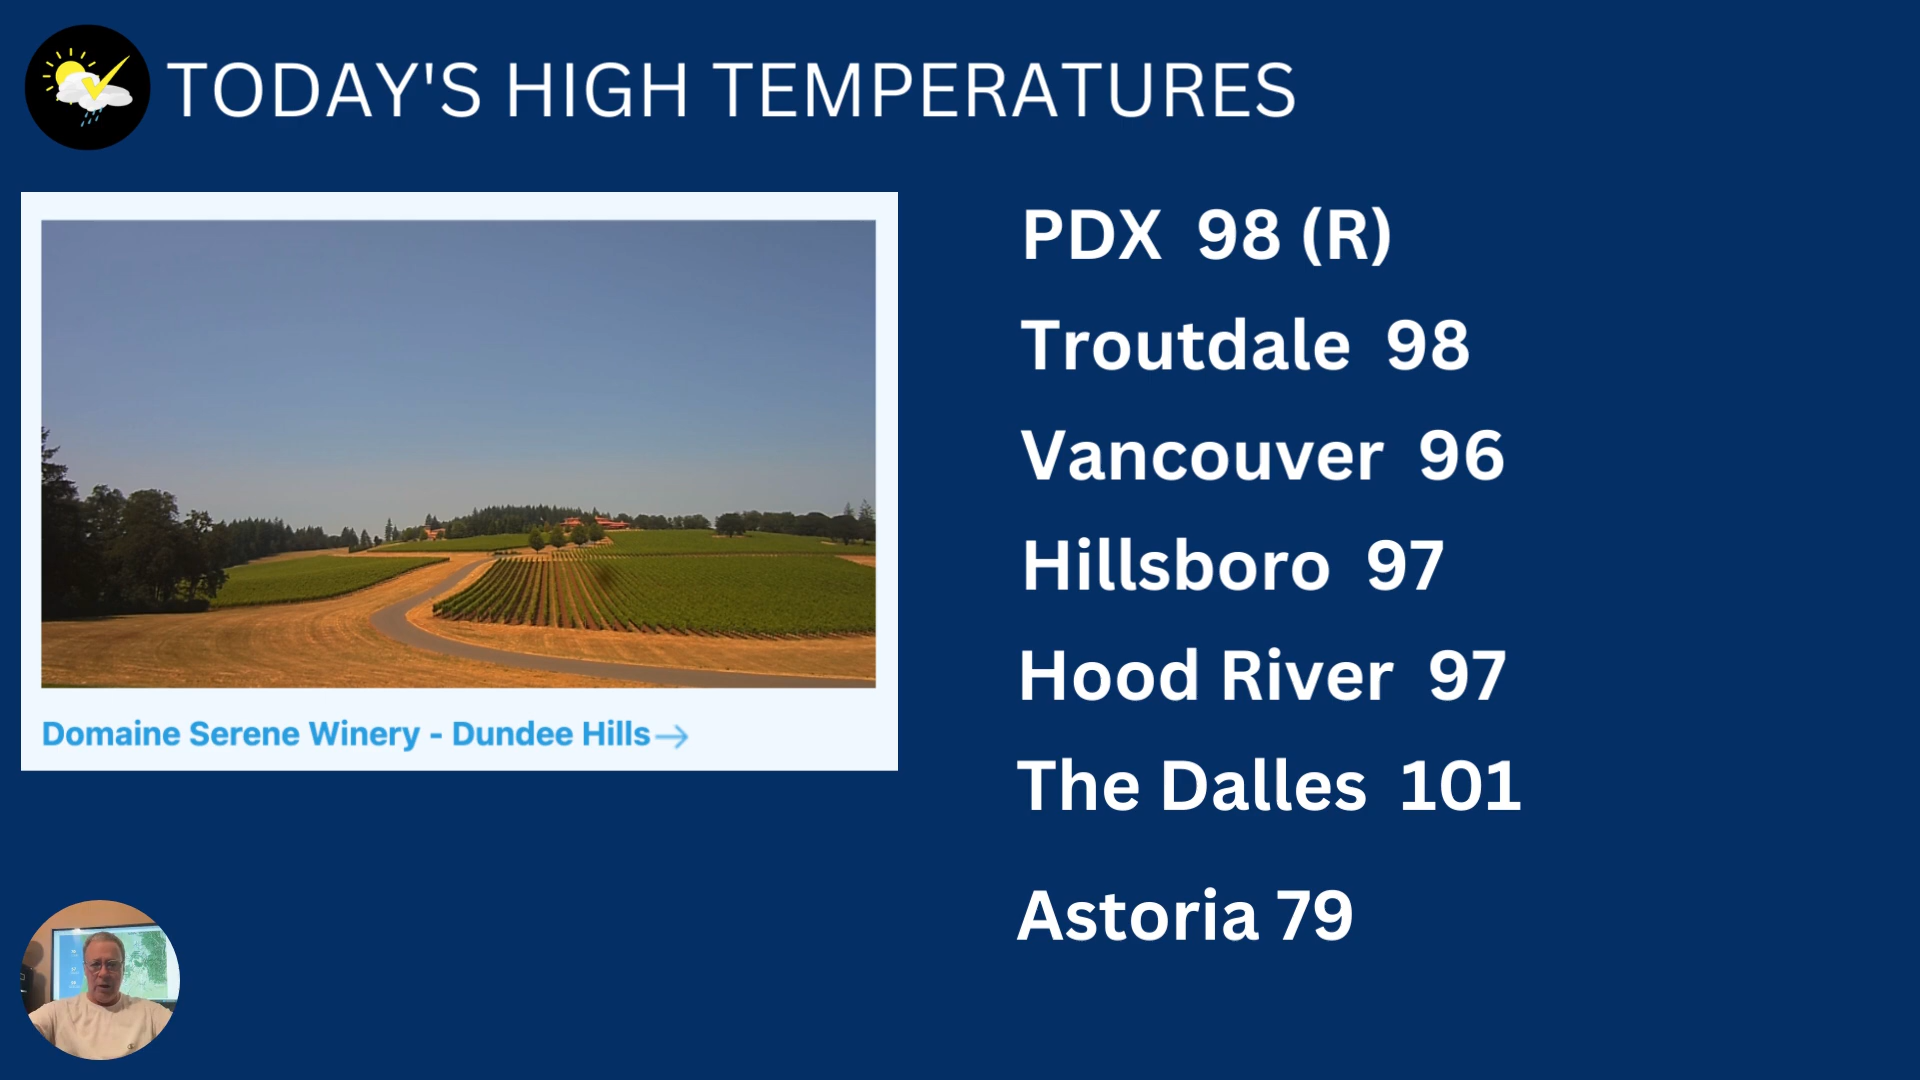 TODAY'S HIGH TEMPERATURES
Domaine Serene Winery - Dundee Hills→
PDX 98 (R)
Troutdale 98
Vancouver 96
Hillsboro 97
Hood River 97
The Dalles 101
Astoria 79